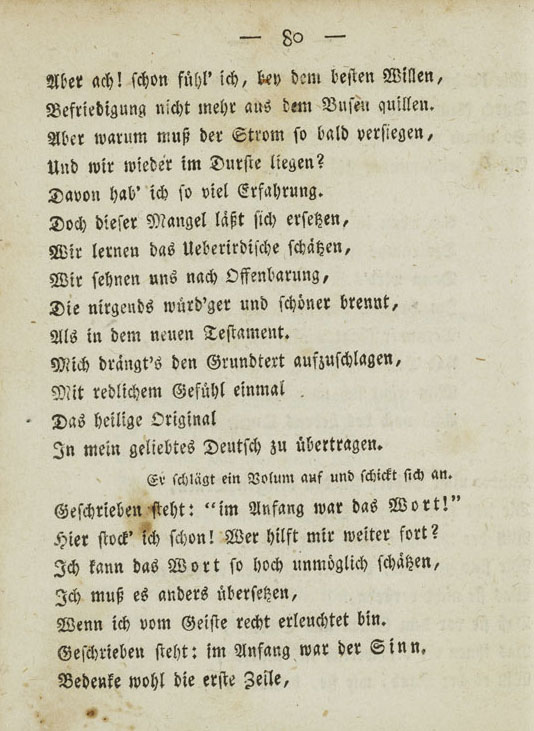 — 80 —
Aber ach! schon fühl' ich, bey dem besten Willen,
Befriedigung nicht mehr aus dem Busen quillen.
Aber warum muß der Strom so bald versiegen,
Und wir wieder im Durste liegen?
Davon hab' ich so viel Erfahrung.
Doch dieser Mangel läßt sich ersetzen,
Wir lernen das Ueberirdische schätzen,
Wir sehnen uns nach Offenbarung,
Die nirgends würd'ger und schöner brennt,
Als in dem neuen Testament.
Mich drängt's den Grundtext aufzuschlagen,
Mit redlichem Gefühl einmal
Das heilige Original
In mein geliebtes Deutsch zu übertragen.
Er schlägt ein Volum auf und schickt sich an.
Geschrieben steht: “im Anfang war das Wort!”
Hier stock' ich schon! Wer hilft mir weiter fort?
Ich kann das Wort so hoch unmöglich schätzen,
Ich muß es anders übersetzen,
Wenn ich vom Geiste recht erleuchtet bin.
Geschrieben steht: im Anfang war der Sinn.
Bedenke wohl die erste Zeile,